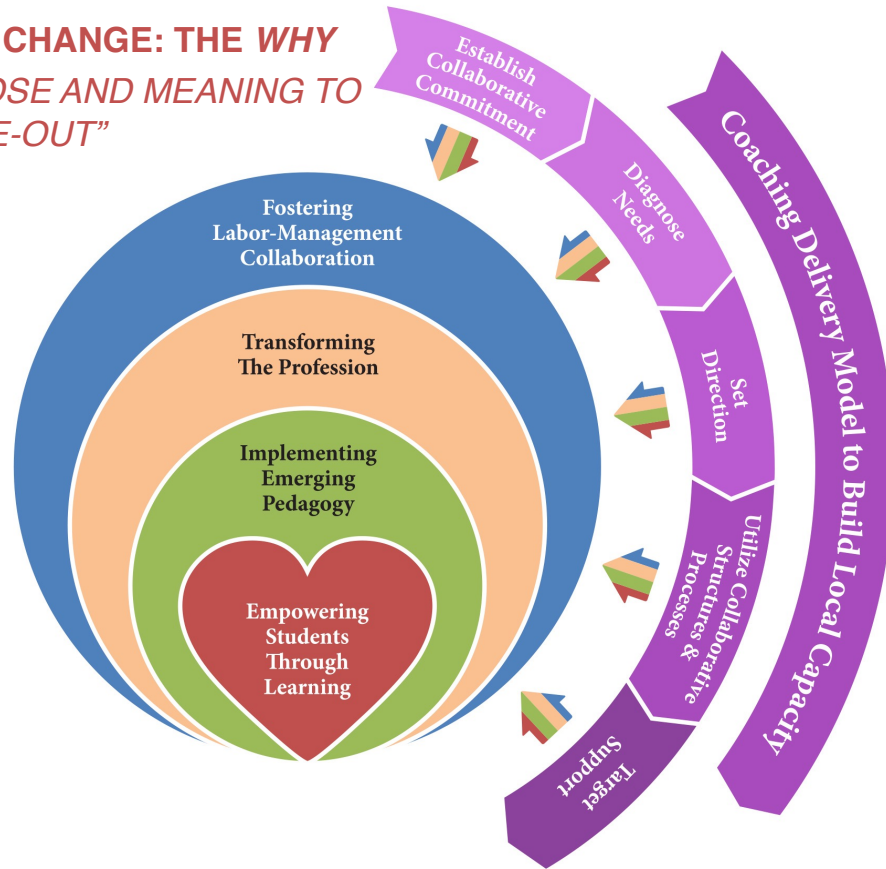 CHANGE: THE WHY
OSE AND MEANING TO
E-OUT”
Establish
Collaborative
Commitment
Diagnose
Needs
Set
Direction
Utilize Collaborative
Structures &
Processes
Target
Support
Coaching Delivery Model to Build Local Capacity
Fostering
Labor-Management
Collaboration
Transforming
The Profession
Implementing
Emerging
Pedagogy
Empowering
Students
Through
Learning